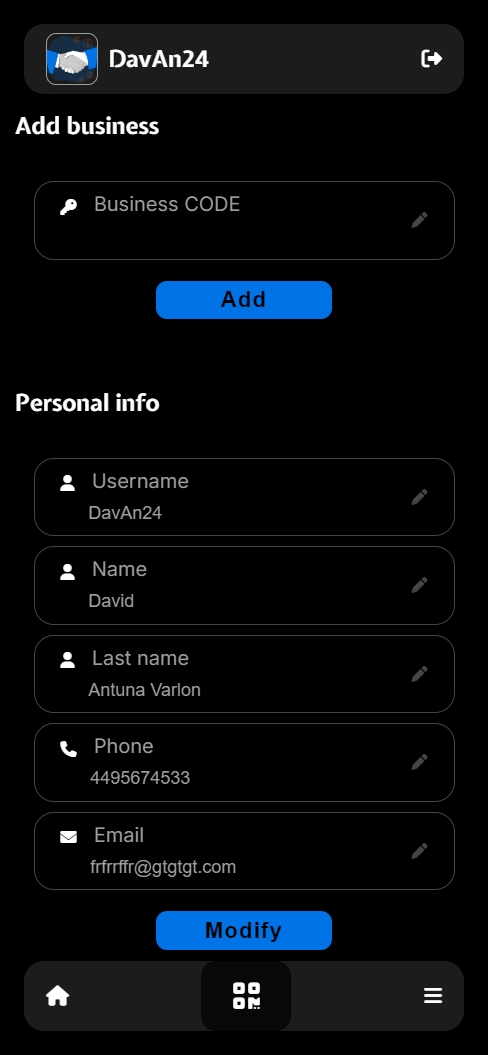 DavAn24
Add business
Business CODE
Add
Personal info
Username
DavAn24
Name
David
Last name
Antuna Varlon
Phone
4495674533
Email
frfrrffr@gtgtgt.com
Modify